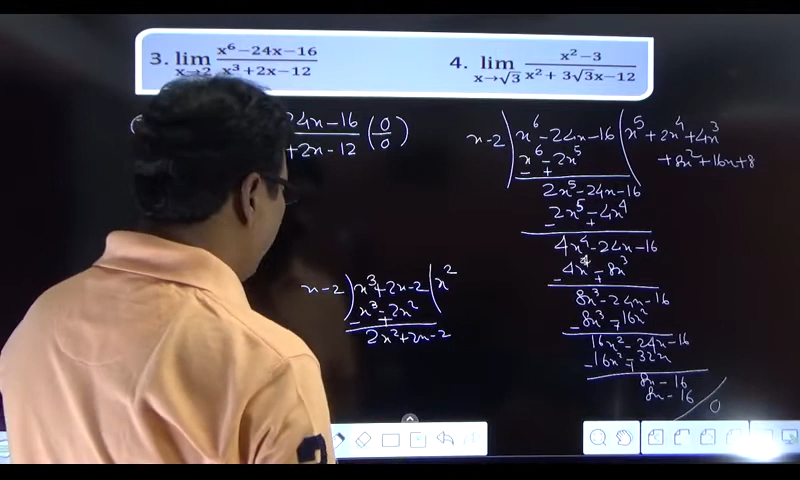 3. lim x→2 x⁶−24x−16 / x³+2x−12
4. lim x→√3 x²−3 / x²+3√3x−12
24x−16 / +2x−12 (0/0)
x−2) x⁶−24x−16 (x⁵+2x⁴+4x³
+8x²+16x+8
x⁶−2x⁵
− +
2x⁵−24x−16
2x⁵−4x⁴
− +
4x⁴−24x−16
4x⁴−8x³
− +
8x³−24x−16
8x³−16x²
− +
16x²−24x−16
16x²−32x
− +
8x−16
8x−16
0
x−2) x³+2x−2 (x²
x³−2x²
− +
2x²+2x−2